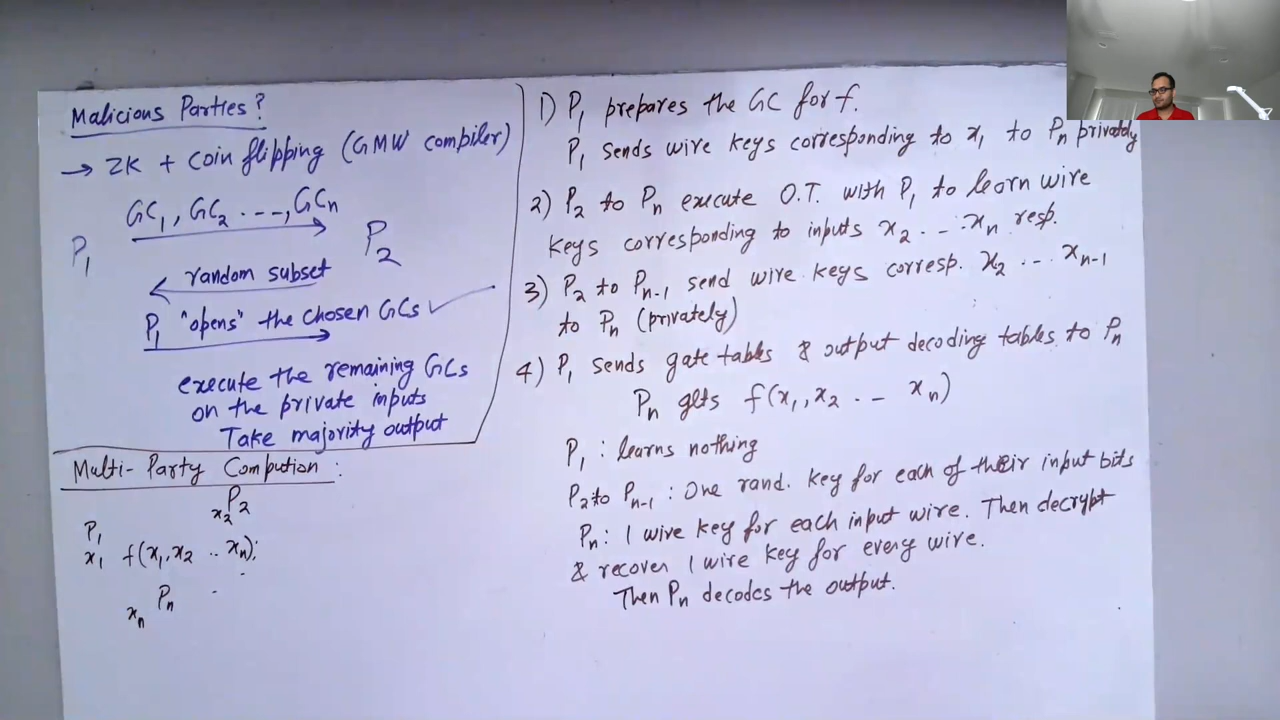 Malicious Parties?
→ ZK + Coin flipping (GMW compiler)
GC1, GC2 ----, GCn
P1 P2
random subset
P1 "opens" the chosen GCs ✓
execute the remaining GCs
on the private inputs
Take majority output
Multi-Party Compution :
P2
x2
P1
x1 f(x1, x2 .. xn);
Pn
xn
1) P1 prepares the GC for f.
P1 sends wire keys corresponding to x1 to Pn privately
2) P2 to Pn execute O.T. with P1 to learn wire
keys corresponding to inputs x2 . - . xn resp.
3) P2 to Pn-1 send wire keys corresp. x2 - .. xn-1
to Pn (privately)
4) P1 sends gate tables & output decoding tables to Pn
Pn gets f(x1, x2 . - xn)
P1 : learns nothing
P2 to Pn-1 : One rand. key for each of their input bits
Pn : 1 wire key for each input wire. Then decrypt
& recover 1 wire key for every wire.
Then Pn decodes the output.